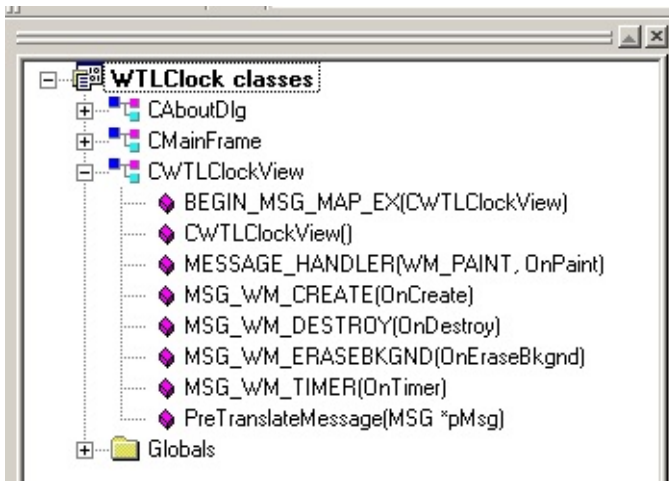 WTLClock classes
CAboutDlg
CMainFrame
CWTLClockView
BEGIN_MSG_MAP_EX(CWTLClockView)
CWTLClockView()
MESSAGE_HANDLER(WM_PAINT, OnPaint)
MSG_WM_CREATE(OnCreate)
MSG_WM_DESTROY(OnDestroy)
MSG_WM_ERASEBKGND(OnEraseBkgnd)
MSG_WM_TIMER(OnTimer)
PreTranslateMessage(MSG *pMsg)
Globals